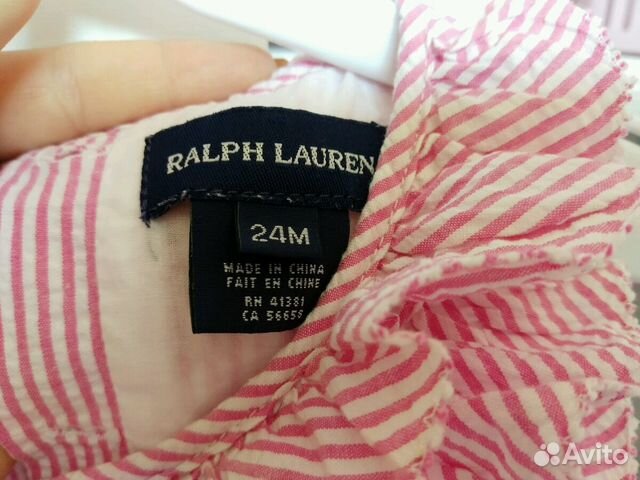 RALPH LAUREN
24M
MADE IN CHINA
FAIT EN CHINE
RN 41381
CA 56658
Avito